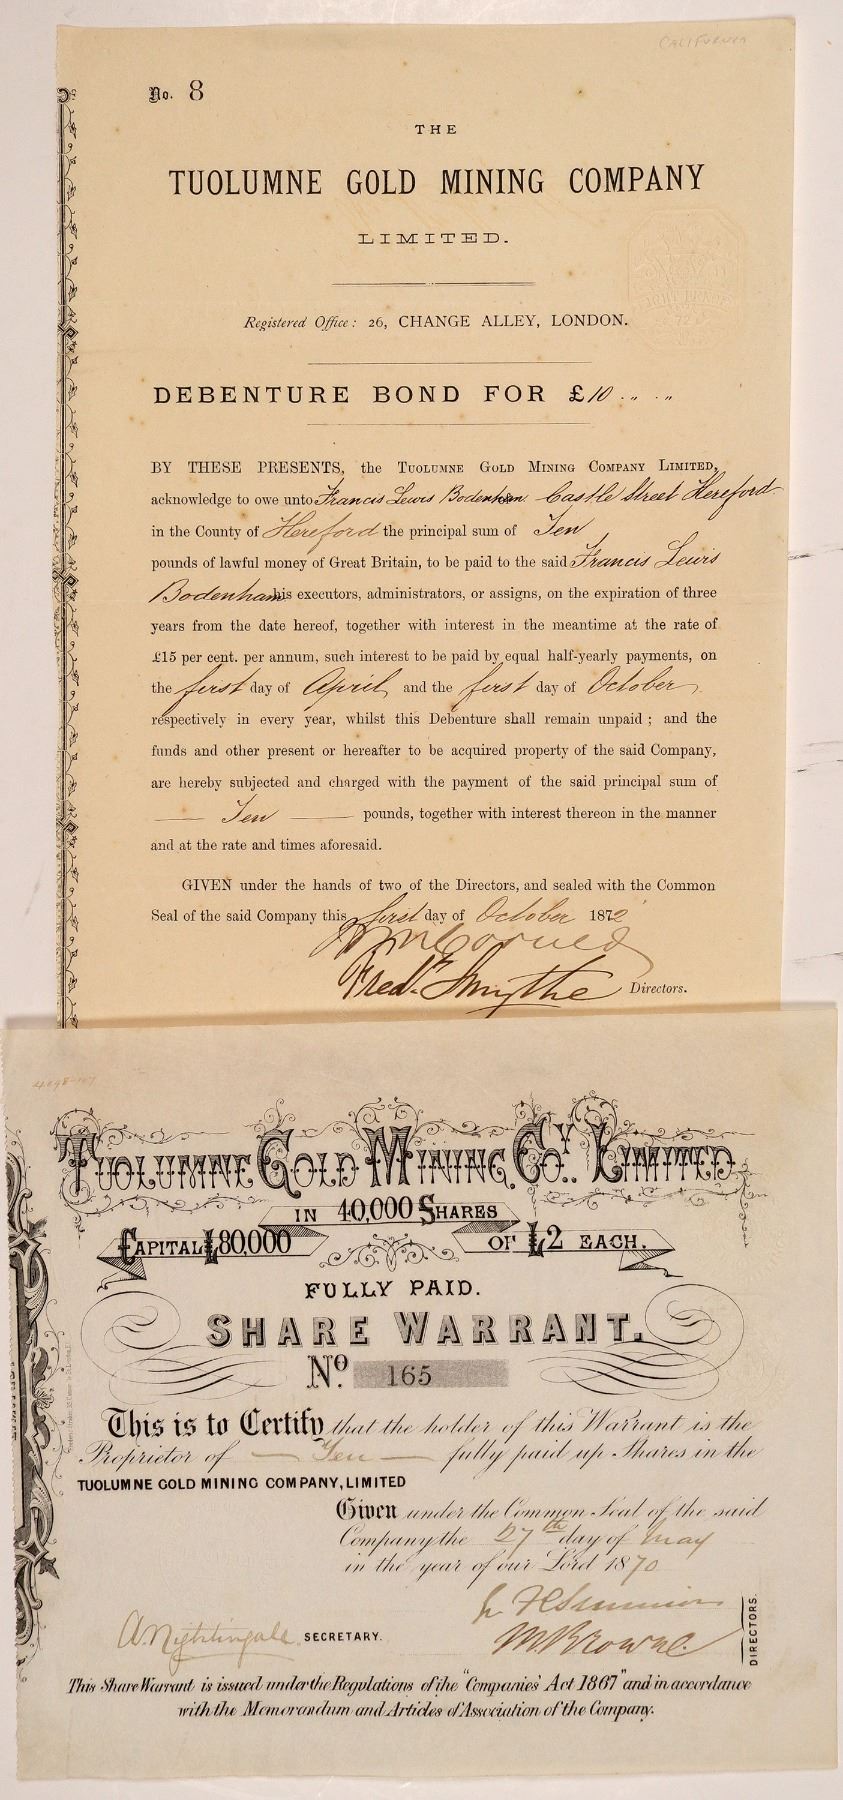 CALIFORNIA
No. 8
THE
TUOLUMNE GOLD MINING COMPANY
LIMITED.
Registered Office: 26, CHANGE ALLEY, LONDON.
DEBENTURE BOND FOR £10 „ „
BY THESE PRESENTS, the TUOLUMNE GOLD MINING COMPANY LIMITED,
acknowledge to owe unto Francis Lewis Bodenham Castle Street Hereford
in the County of Hereford the principal sum of Ten
pounds of lawful money of Great Britain, to be paid to the said Francis Lewis
Bodenham his executors, administrators, or assigns, on the expiration of three
years from the date hereof, together with interest in the meantime at the rate of
£15 per cent. per annum, such interest to be paid by equal half-yearly payments, on
the first day of April and the first day of October
respectively in every year, whilst this Debenture shall remain unpaid; and the
funds and other present or hereafter to be acquired property of the said Company,
are hereby subjected and charged with the payment of the said principal sum of
— Ten — pounds, together with interest thereon in the manner
and at the rate and times aforesaid.
GIVEN under the hands of two of the Directors, and sealed with the Common
Seal of the said Company this first day of October 1872
Fredk. Smythe Directors.
TUOLUMNE GOLD MINING COY. LIMITED
IN 40,000 SHARES
CAPITAL £80,000 OF £2 EACH.
FULLY PAID.
SHARE WARRANT.
No. 165
This is to Certify that the holder of this Warrant is the
Proprietor of — Ten — fully paid up Shares in the
TUOLUMNE GOLD MINING COMPANY, LIMITED
Given under the Common Seal of the said
Company the 27th day of May
in the year of our Lord 1870
A. Nightingale SECRETARY.
M. Browne
DIRECTORS.
This Share Warrant is issued under the Regulations of the "Companies' Act 1867" and in accordance
with the Memorandum and Articles of Association of the Company.